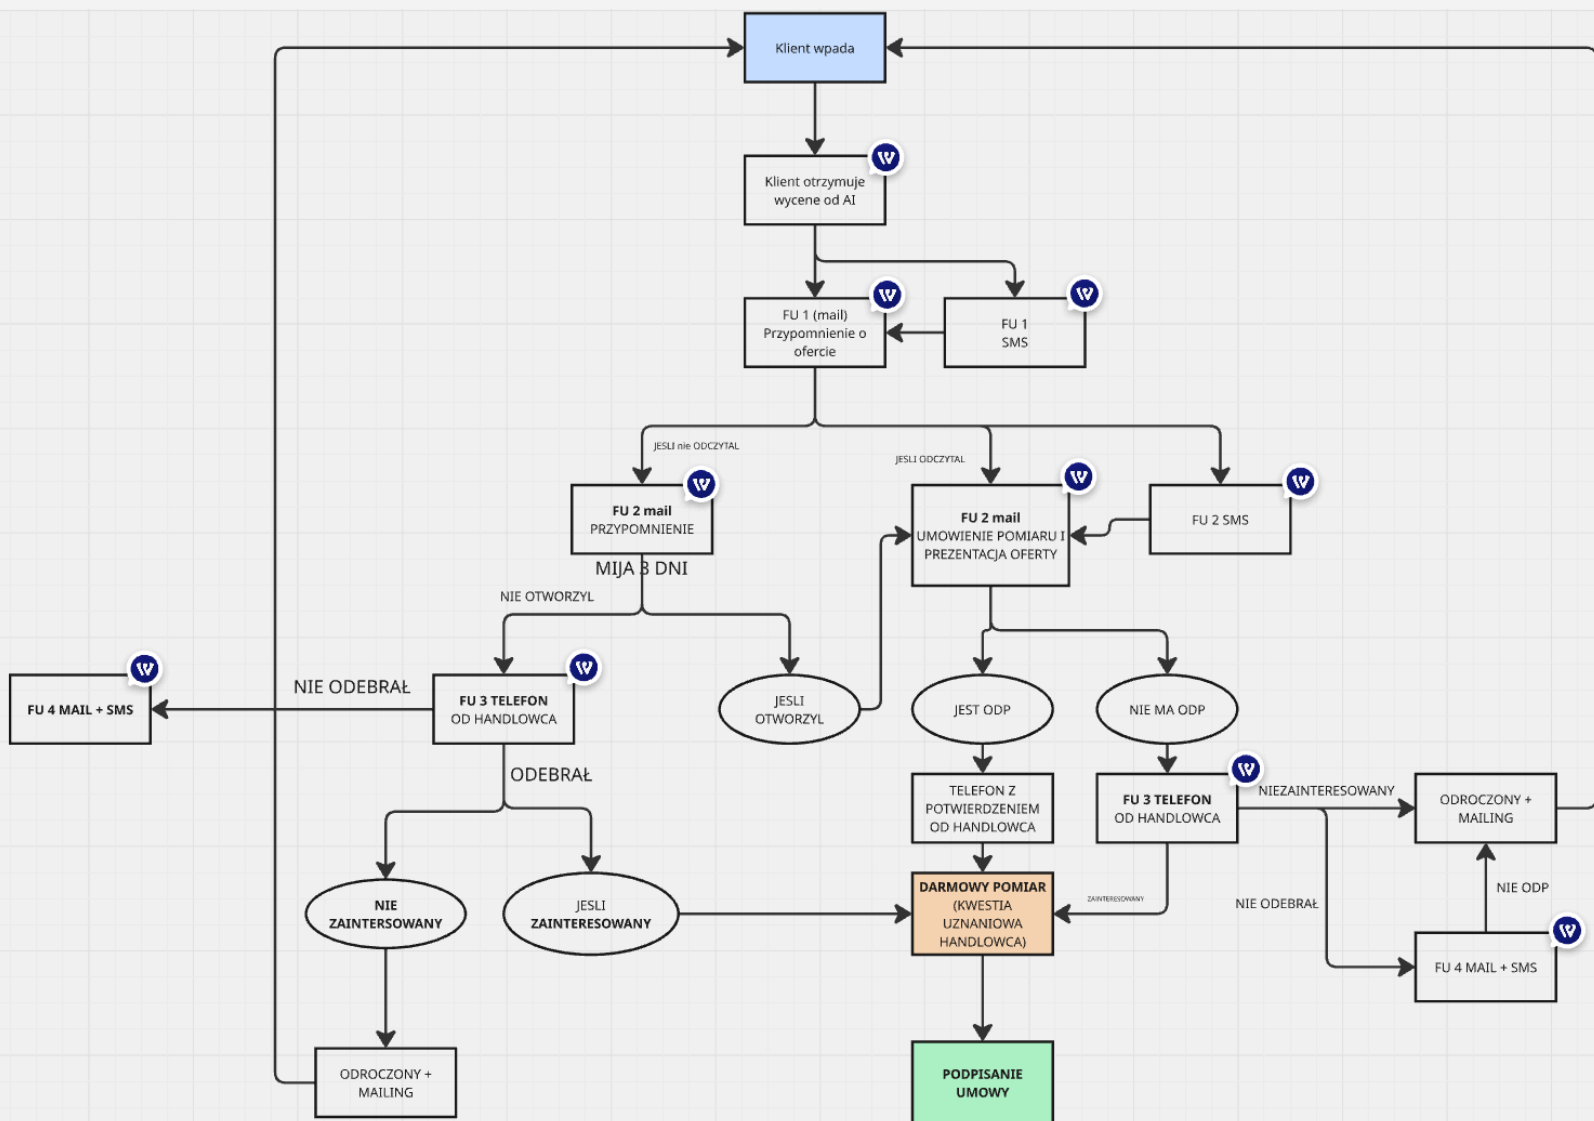 Klient wpada
Klient otrzymuje
wycene od AI
FU 1 (mail)
Przypomnienie o
ofercie
FU 1
SMS
JESLI nie ODCZYTAL
JESLI ODCZYTAL
FU 2 mail
PRZYPOMNIENIE
FU 2 mail
UMOWIENIE POMIARU I
PREZENTACJA OFERTY
FU 2 SMS
MIJA 3 DNI
NIE OTWORZYL
FU 4 MAIL + SMS
NIE ODEBRAŁ
FU 3 TELEFON
OD HANDLOWCA
JESLI
OTWORZYL
JEST ODP
NIE MA ODP
ODEBRAŁ
TELEFON Z
POTWIERDZENIEM
OD HANDLOWCA
FU 3 TELEFON
OD HANDLOWCA
NIEZAINTERESOWANY
ODROCZONY +
MAILING
NIE
ZAINTERSOWANY
JESLI
ZAINTERESOWANY
DARMOWY POMIAR
(KWESTIA
UZNANIOWA
HANDLOWCA)
ZAINTERESOWANY
NIE ODEBRAŁ
NIE ODP
FU 4 MAIL + SMS
ODROCZONY +
MAILING
PODPISANIE
UMOWY